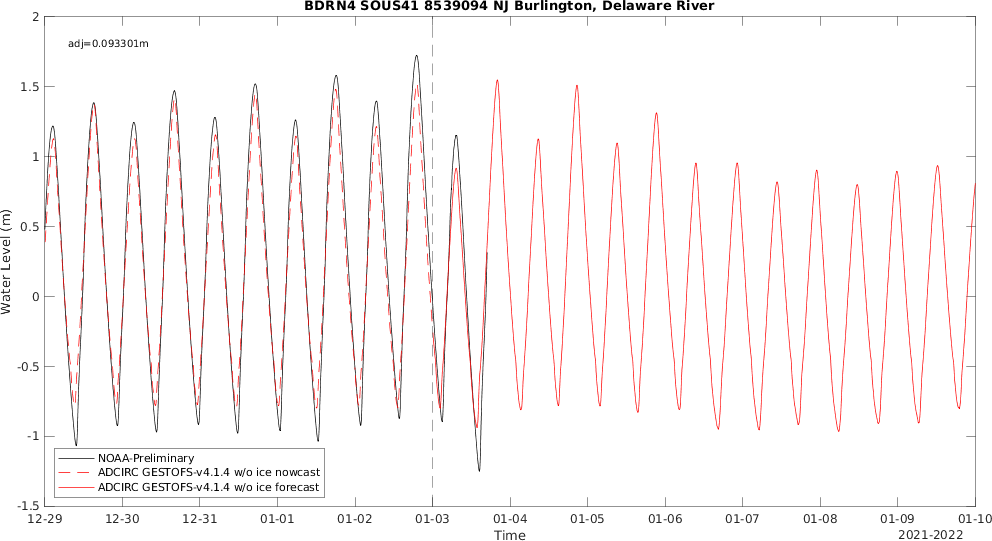 BDRN4 SOUS41 8539094 NJ Burlington, Delaware River
adj=0.093301m
2
1.5
1
0.5
0
-0.5
-1
-1.5
Water Level (m)
NOAA-Preliminary
ADCIRC GESTOFS-v4.1.4 w/o ice nowcast
ADCIRC GESTOFS-v4.1.4 w/o ice forecast
12-29 12-30 12-31 01-01 01-02 01-03 01-04 01-05 01-06 01-07 01-08 01-09 01-10
Time
2021-2022